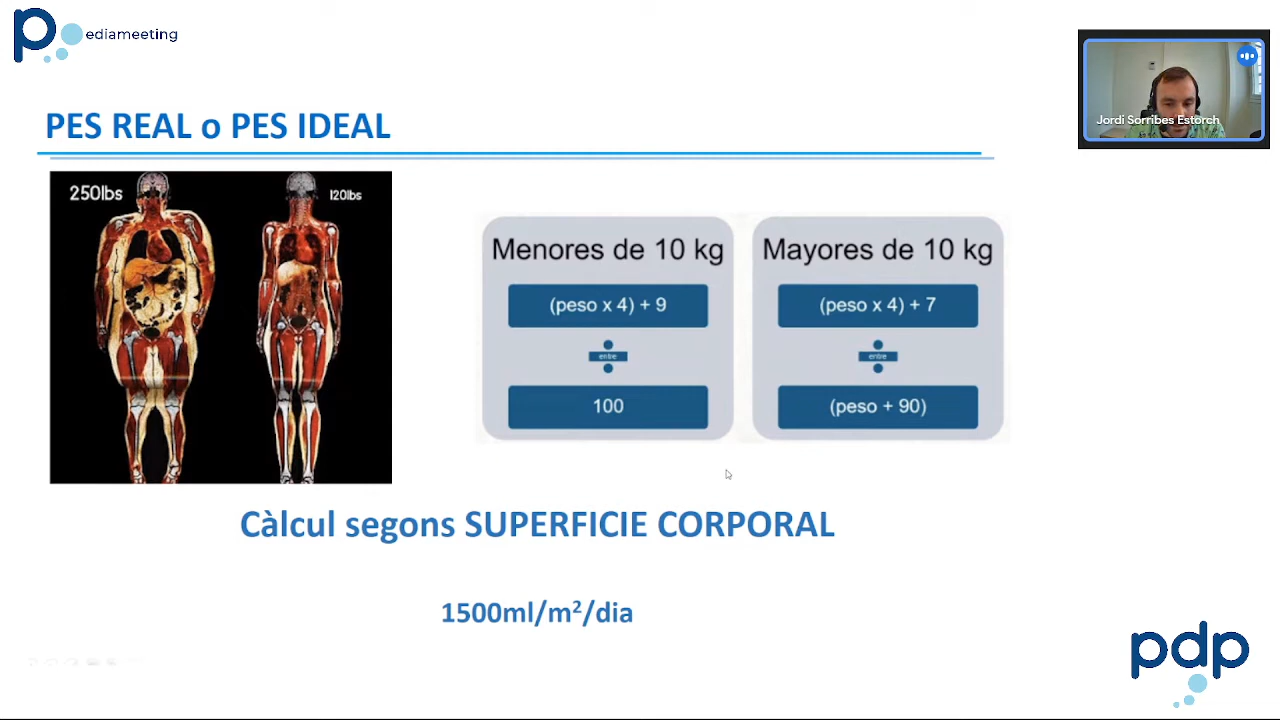 ediameeting
Jordi Sorribes Estorch
PES REAL o PES IDEAL
250lbs
120lbs
Menores de 10 kg
(peso x 4) + 9
entre
100
Mayores de 10 kg
(peso x 4) + 7
entre
(peso + 90)
Càlcul segons SUPERFICIE CORPORAL
1500ml/m²/dia
pdp